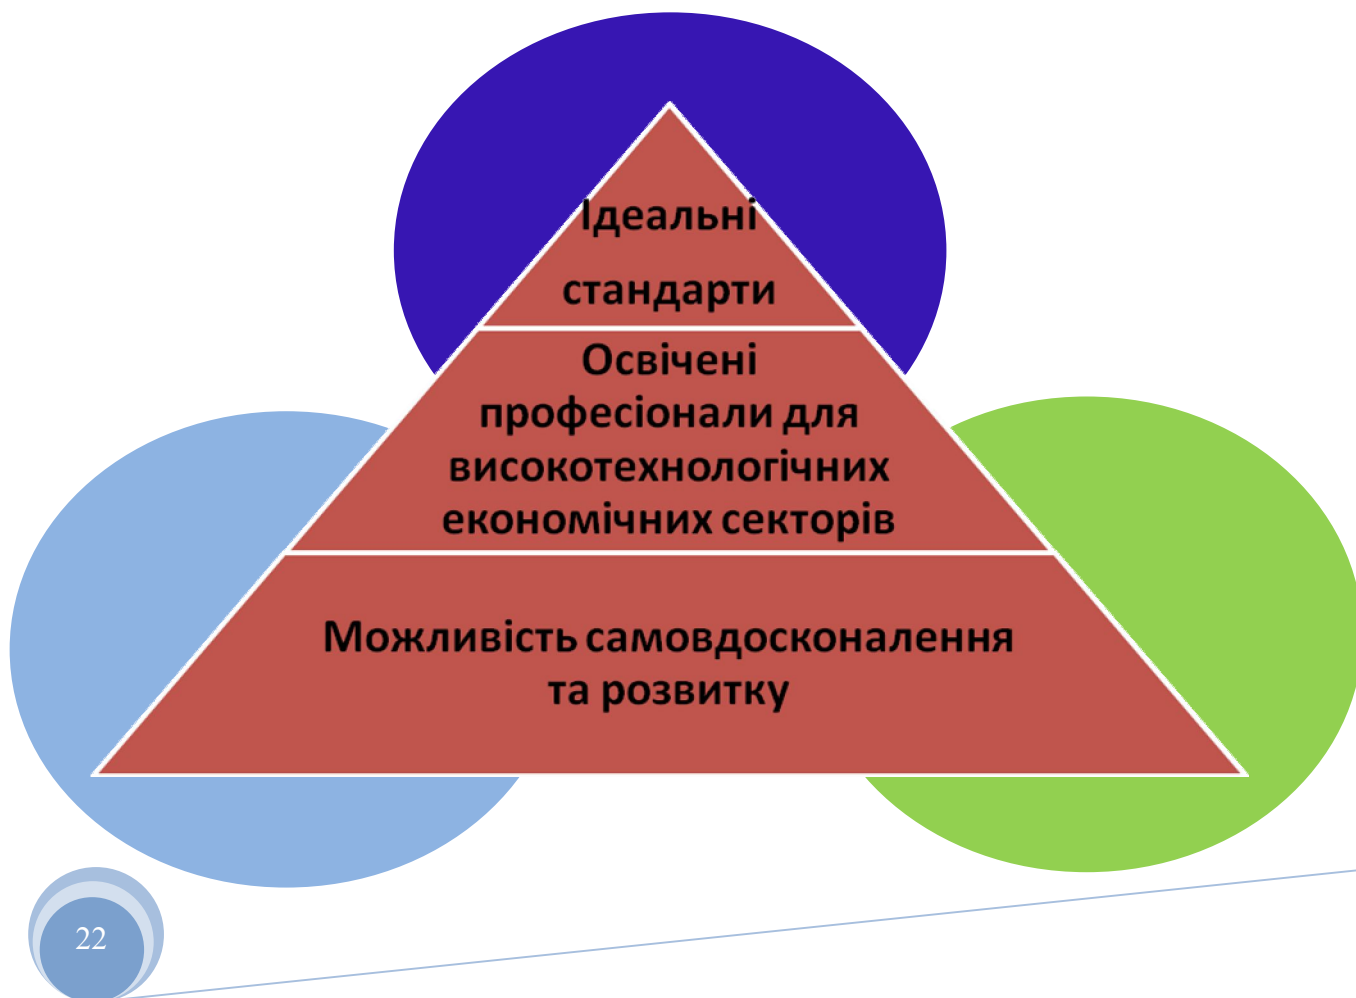 Ідеальні
стандарти
Освічені
професіонали для
високотехнологічних
економічних секторів
Можливість самовдосконалення
та розвитку
22